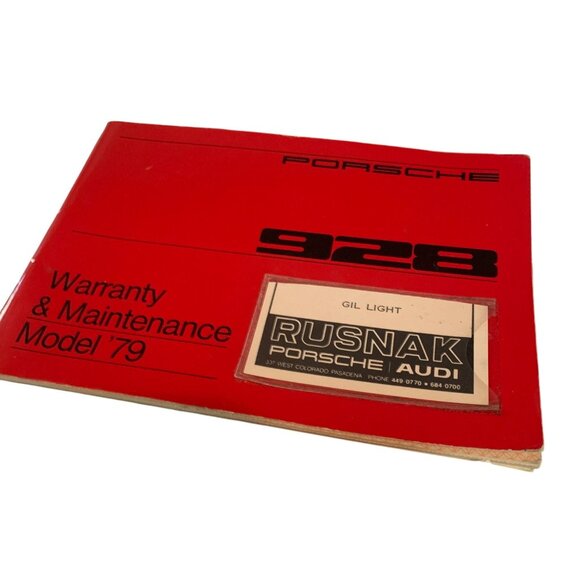 PORSCHE
928
Warranty
& Maintenance
Model '79
GIL LIGHT
RUSNAK
PORSCHE | AUDI
WEST COLORADO, PASADENA • PHONE 449 0770 • 684 0700